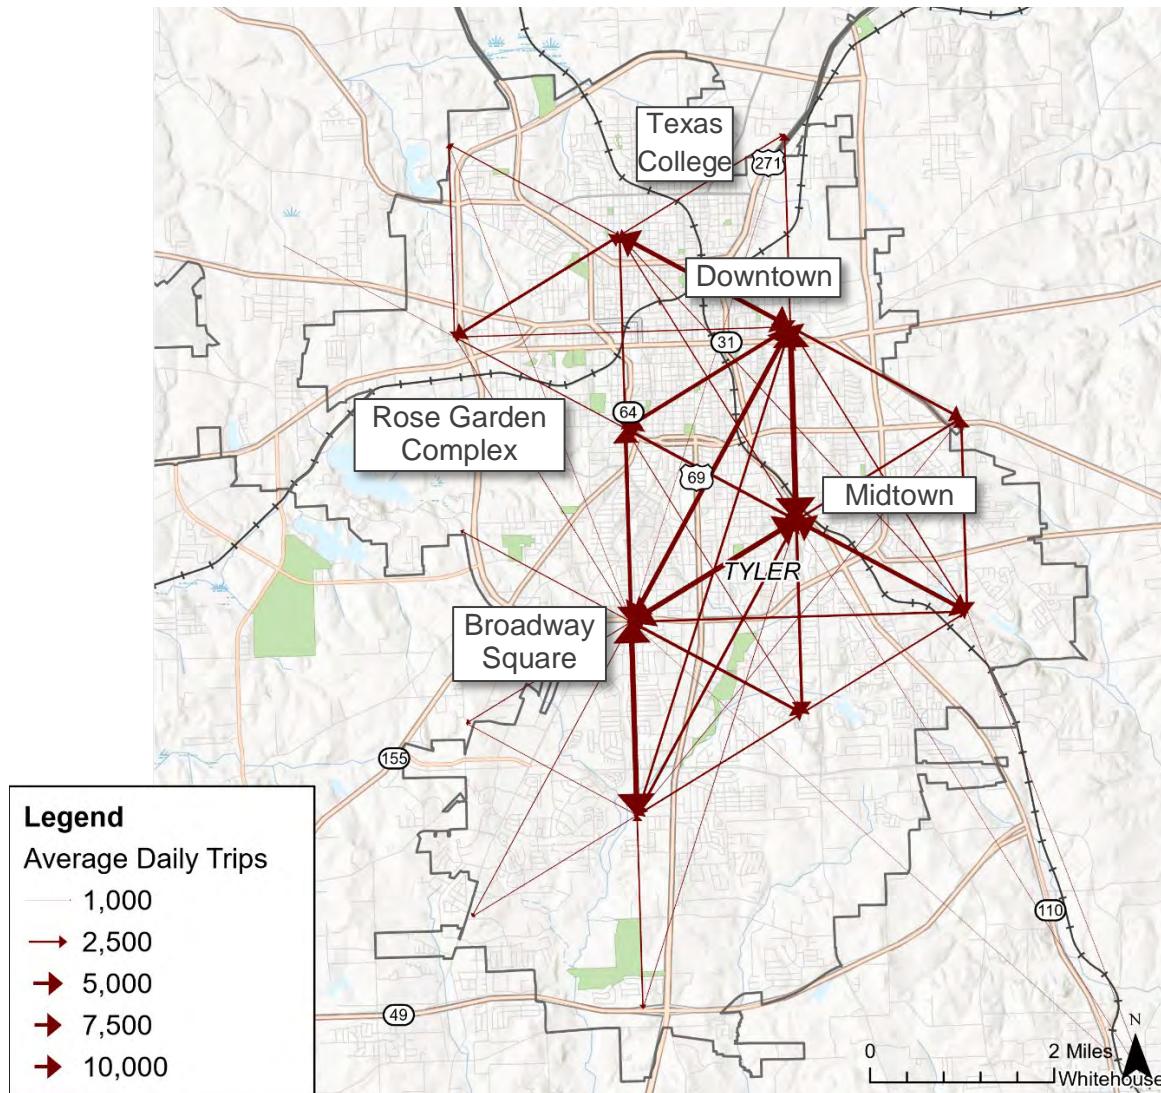 Texas
College
271
Downtown
31
Rose Garden
Complex
64
69
Midtown
TYLER
Broadway
Square
155
110
49
Legend
Average Daily Trips
1,000
2,500
5,000
7,500
10,000
N
0
2 Miles
Whitehouse